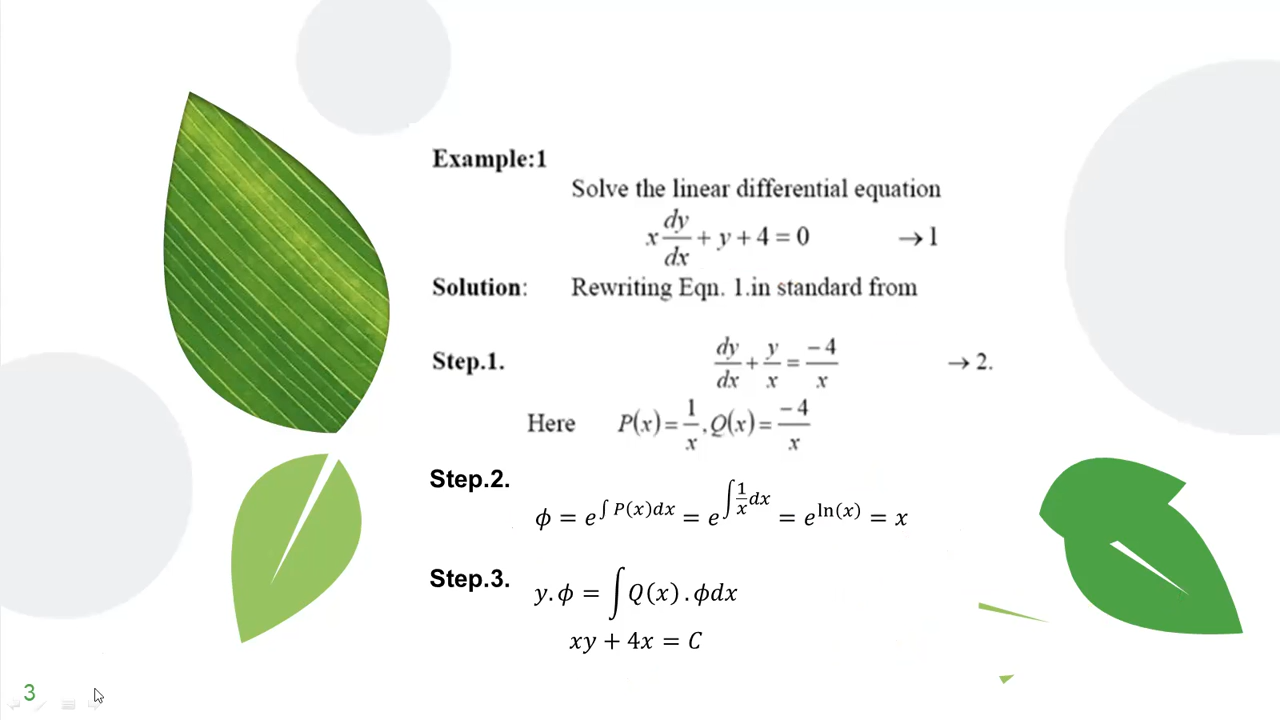 Example:1
Solve the linear differential equation
x dy/dx + y + 4 = 0 → 1
Solution: Rewriting Eqn. 1.in standard from
Step.1. dy/dx + y/x = -4/x → 2.
Here P(x) = 1/x , Q(x) = -4/x
Step.2.
ϕ = e^{∫ P(x)dx} = e^{∫ 1/x dx} = e^{ln(x)} = x
Step.3. y. ϕ = ∫ Q(x) . ϕdx
xy + 4x = C
3